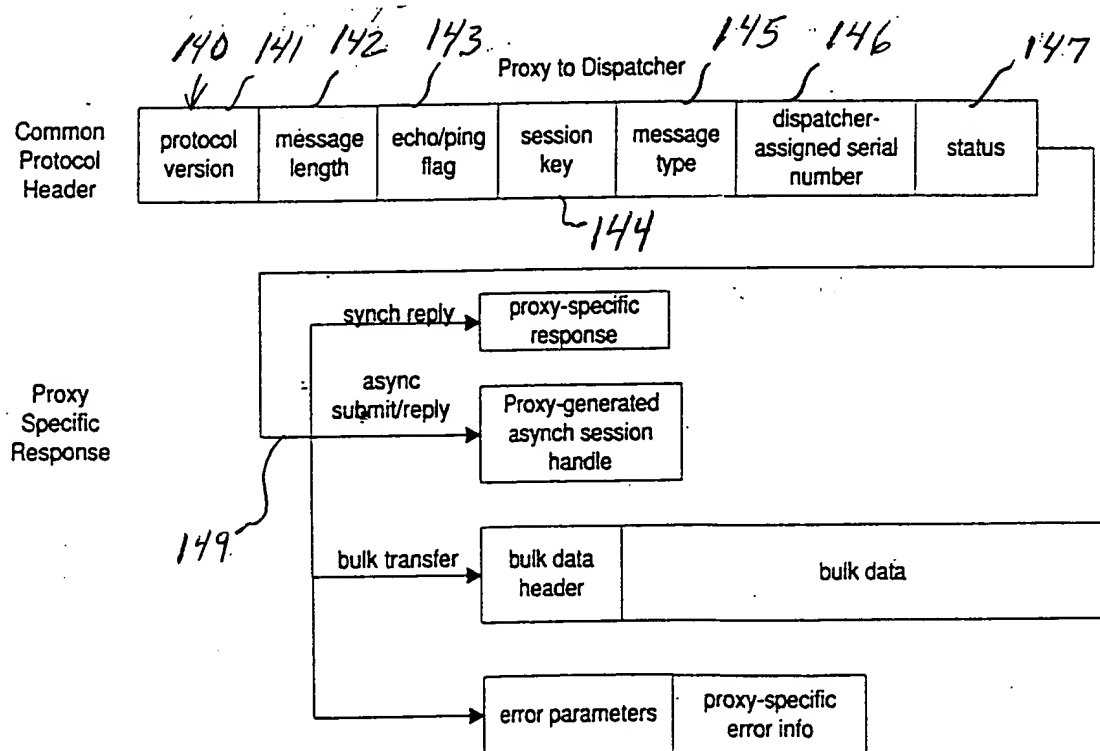 140 141 142 143 145 146 147
Proxy to Dispatcher
Common
Protocol
Header
protocol
version
message
length
echo/ping
flag
session
key
message
type
dispatcher-
assigned serial
number
status
144
synch reply
proxy-specific
response
Proxy
Specific
Response
async
submit/reply
Proxy-generated
asynch session
handle
149
bulk transfer
bulk data
header
bulk data
error parameters
proxy-specific
error info